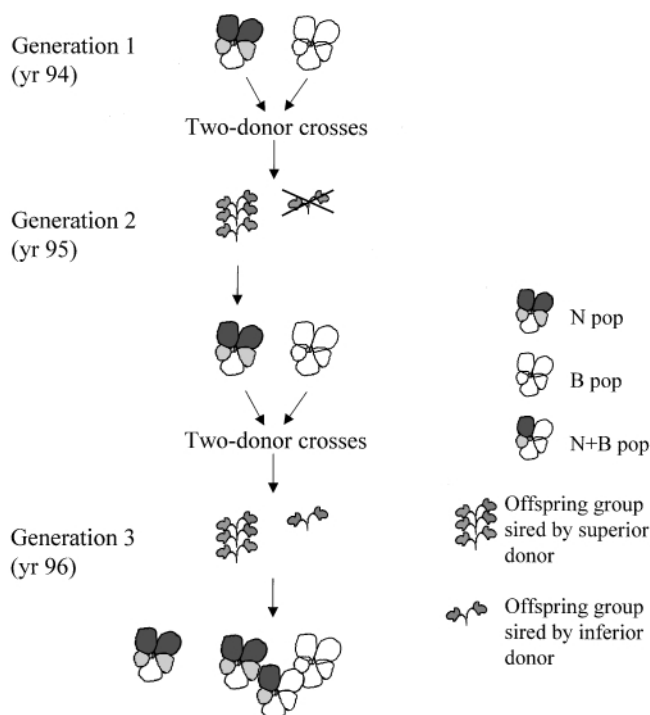 Generation 1
(yr 94)
Two-donor crosses
Generation 2
(yr 95)
Two-donor crosses
Generation 3
(yr 96)
N pop
B pop
N+B pop
Offspring group
sired by superior
donor
Offspring group
sired by inferior
donor